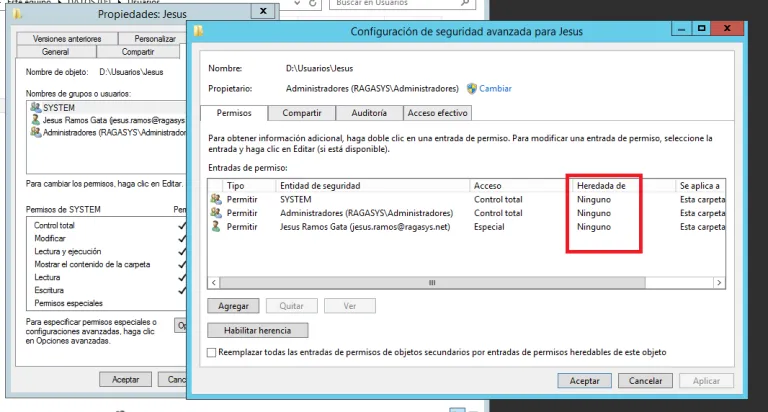 Este equipo
DATOS (D:)
Usuarios
Buscar en Usuarios
Propiedades: Jesus
x
Versiones anteriores
Personalizar
General
Compartir
Nombre de objeto: D:\Usuarios\Jesus
Nombres de grupos o usuarios:
SYSTEM
Jesus Ramos Gata (jesus.ramos@ragasys
Administradores (RAGASYS\Administrador
Para cambiar los permisos, haga clic en Editar.
Permisos de SYSTEM
Control total
Modificar
Lectura y ejecución
Mostrar el contenido de la carpeta
Lectura
Escritura
Permisos especiales
Para especificar permisos especiales o
configuraciones avanzadas, haga clic
en Opciones avanzadas.
Aceptar
Configuración de seguridad avanzada para Jesus
Nombre: D:\Usuarios\Jesus
Propietario: Administradores (RAGASYS\Administradores) Cambiar
Permisos Compartir Auditoría Acceso efectivo
Para obtener información adicional, haga doble clic en una entrada de permiso. Para modificar una entrada de permiso, seleccione la
entrada y haga clic en Editar (si está disponible).
Entradas de permiso:
Tipo Entidad de seguridad Acceso Heredada de Se aplica a
Permitir SYSTEM Control total Ninguno Esta carpeta
Permitir Administradores (RAGASYS\Administradores) Control total Ninguno Esta carpeta
Permitir Jesus Ramos Gata (jesus.ramos@ragasys.net) Especial Ninguno Esta carpeta
Agregar Quitar Ver
Habilitar herencia
Reemplazar todas las entradas de permisos de objetos secundarios por entradas de permisos heredables de este objeto
Aceptar Cancelar Aplicar